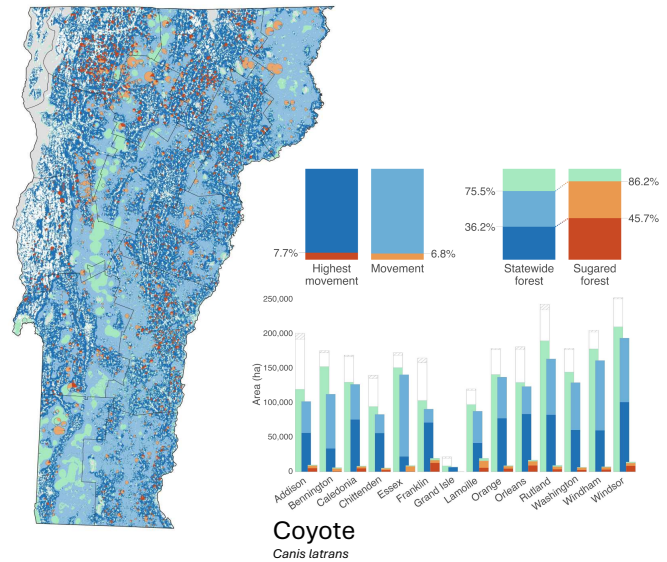 75.5%
86.2%
36.2%
45.7%
7.7%
6.8%
Highest
movement
Movement
Statewide
forest
Sugared
forest
250,000
200,000
150,000
100,000
50,000
0
Area (ha)
Addison
Bennington
Caledonia
Chittenden
Essex
Franklin
Grand Isle
Lamoille
Orange
Orleans
Rutland
Washington
Windham
Windsor
Coyote
Canis latrans